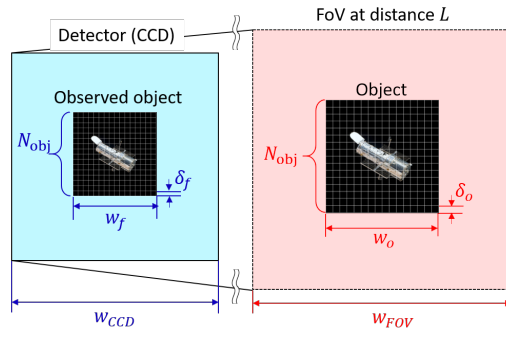 Detector (CCD)
FoV at distance L
Observed object
Object
N_obj
δ_f
w_f
N_obj
δ_o
w_o
w_CCD
w_FOV